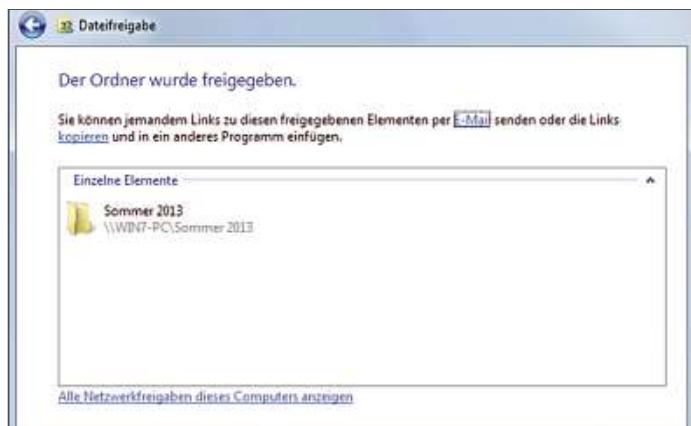 Dateifreigabe
Der Ordner wurde freigegeben.
Sie können jemandem Links zu diesen freigegebenen Elementen per E-Mail senden oder die Links
kopieren und in ein anderes Programm einfügen.
Einzelne Elemente
Sommer 2013
\\WIN7-PC\Sommer 2013
Alle Netzwerkfreigaben dieses Computers anzeigen